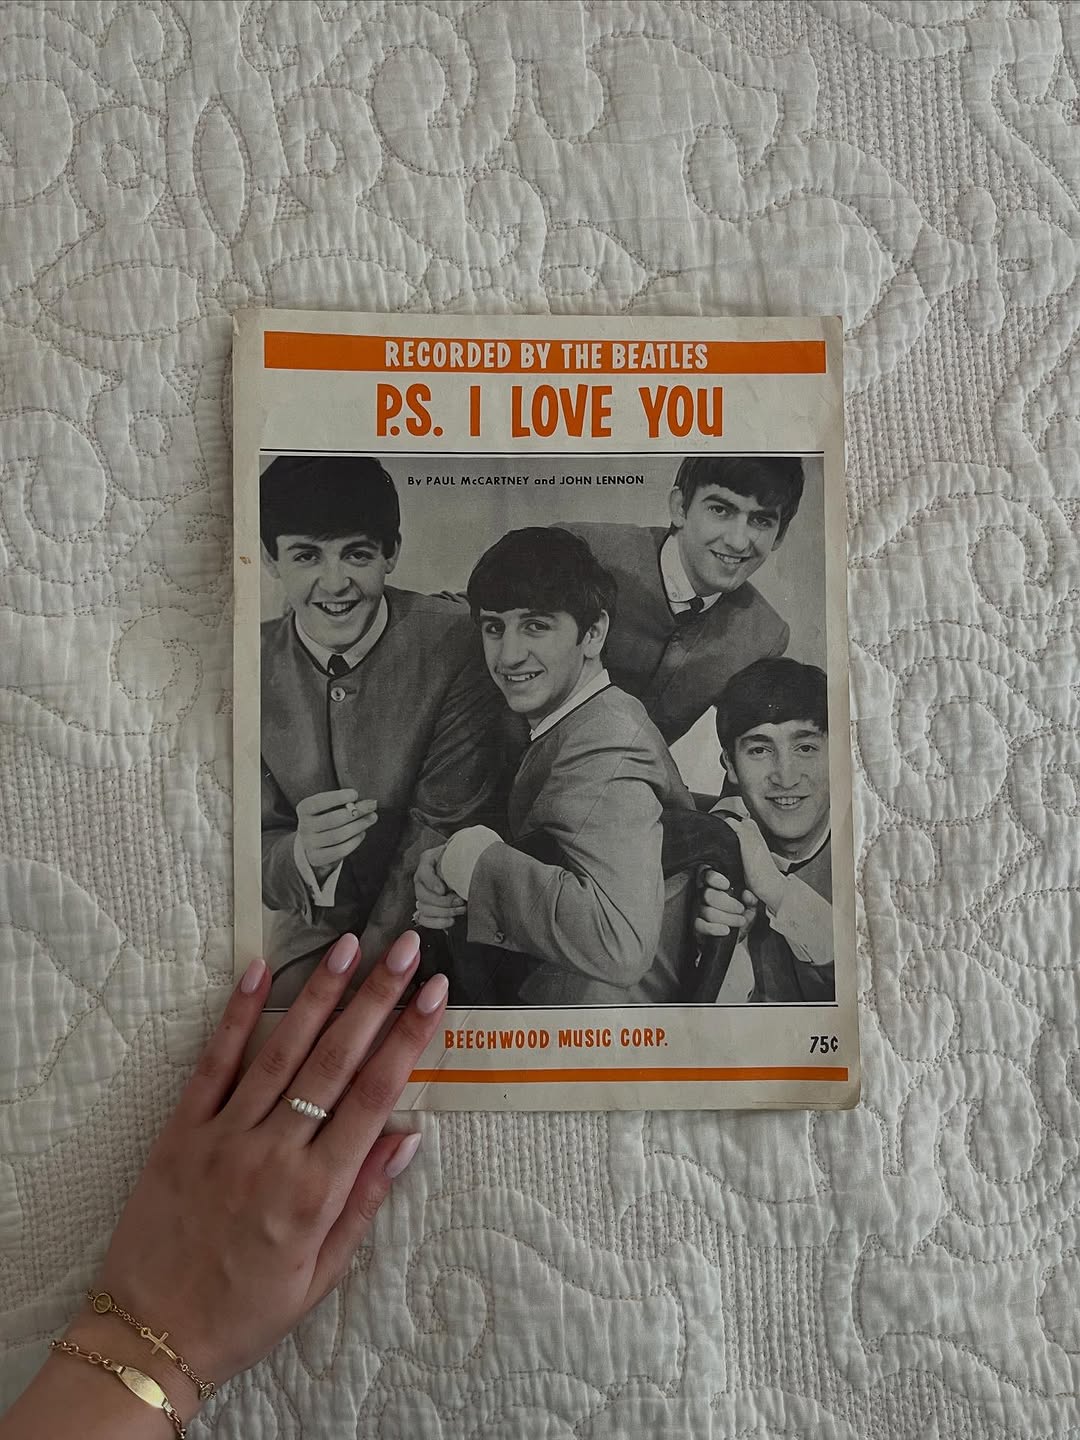 RECORDED BY THE BEATLES
P.S. I LOVE YOU
By PAUL McCARTNEY and JOHN LENNON
BEECHWOOD MUSIC CORP.
75¢